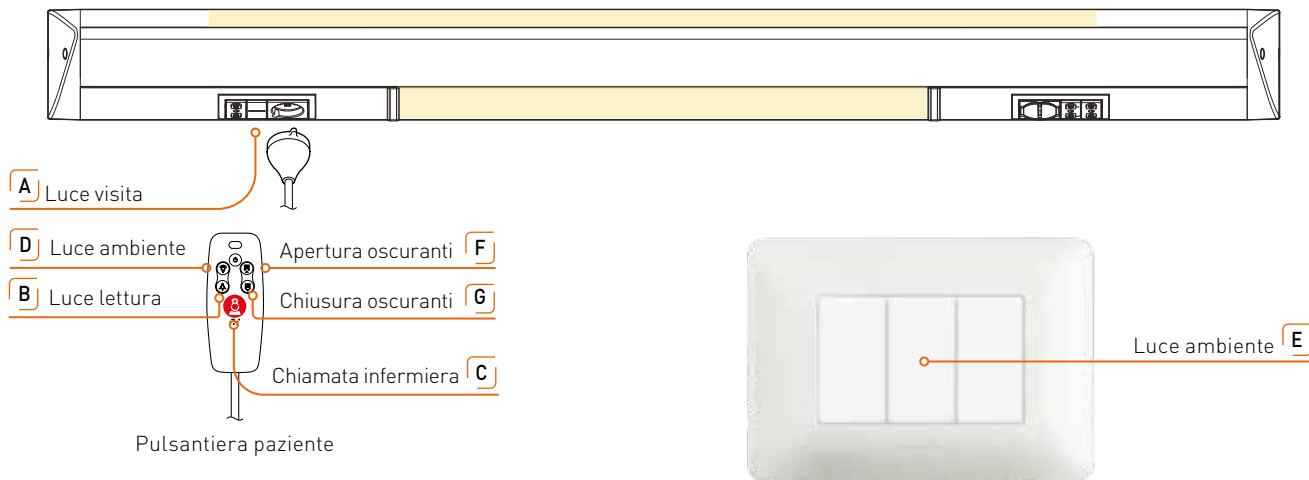 A Luce visita
D Luce ambiente
Apertura oscuranti F
B Luce lettura
Chiusura oscuranti G
Luce ambiente E
Chiamata infermiera C
Pulsantiera paziente